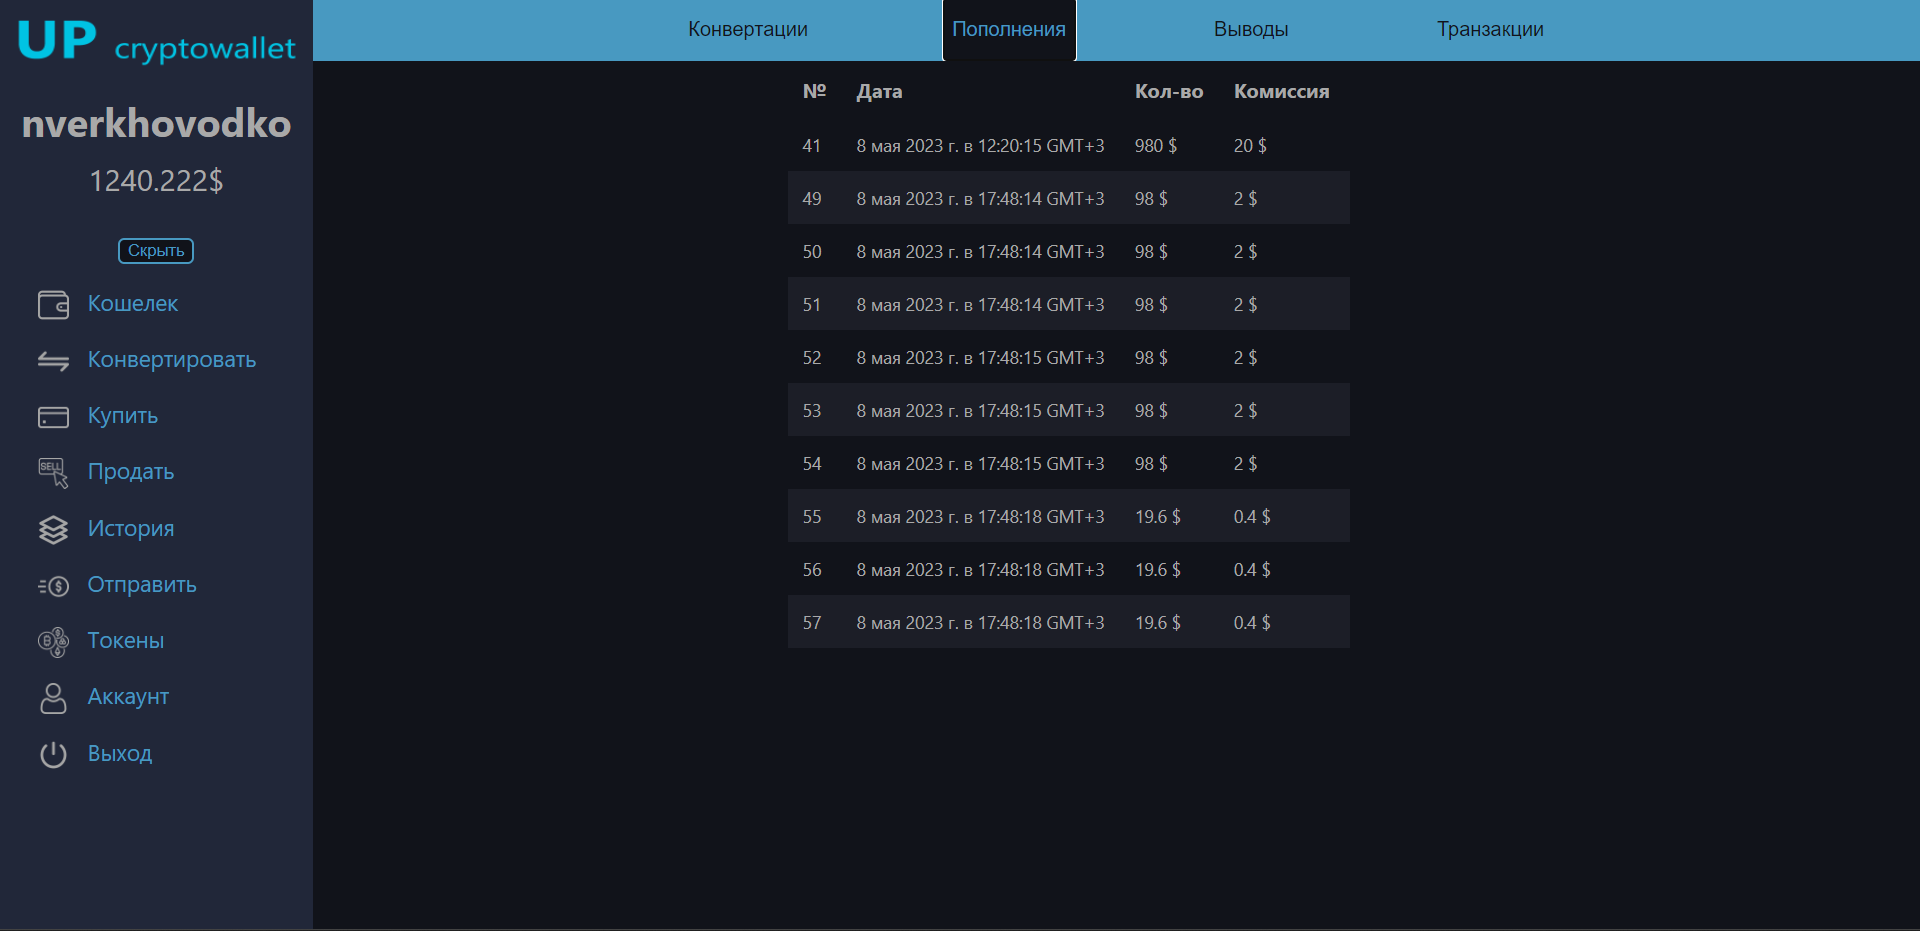 UP cryptowallet
nverkhovodko
1240.222$
Скрыть
Кошелек
Конвертировать
Купить
SELL
Продать
История
Отправить
Токены
Аккаунт
Выход
Конвертации Пополнения Выводы Транзакции
№ Дата Кол-во Комиссия
41 8 мая 2023 г. в 12:20:15 GMT+3 980 $ 20 $
49 8 мая 2023 г. в 17:48:14 GMT+3 98 $ 2 $
50 8 мая 2023 г. в 17:48:14 GMT+3 98 $ 2 $
51 8 мая 2023 г. в 17:48:14 GMT+3 98 $ 2 $
52 8 мая 2023 г. в 17:48:15 GMT+3 98 $ 2 $
53 8 мая 2023 г. в 17:48:15 GMT+3 98 $ 2 $
54 8 мая 2023 г. в 17:48:15 GMT+3 98 $ 2 $
55 8 мая 2023 г. в 17:48:18 GMT+3 19.6 $ 0.4 $
56 8 мая 2023 г. в 17:48:18 GMT+3 19.6 $ 0.4 $
57 8 мая 2023 г. в 17:48:18 GMT+3 19.6 $ 0.4 $